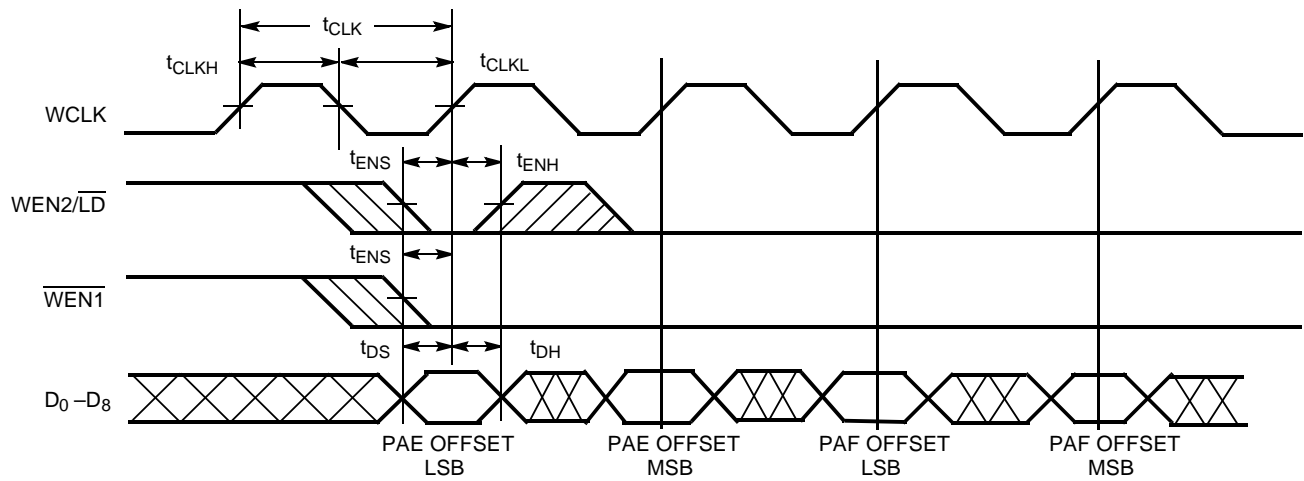 tCLK
tCLKH
tCLKL
WCLK
tENS
tENH
WEN2/LD
tENS
WEN1
tDS
tDH
D0 –D8
PAE OFFSET
LSB
PAE OFFSET
MSB
PAF OFFSET
LSB
PAF OFFSET
MSB